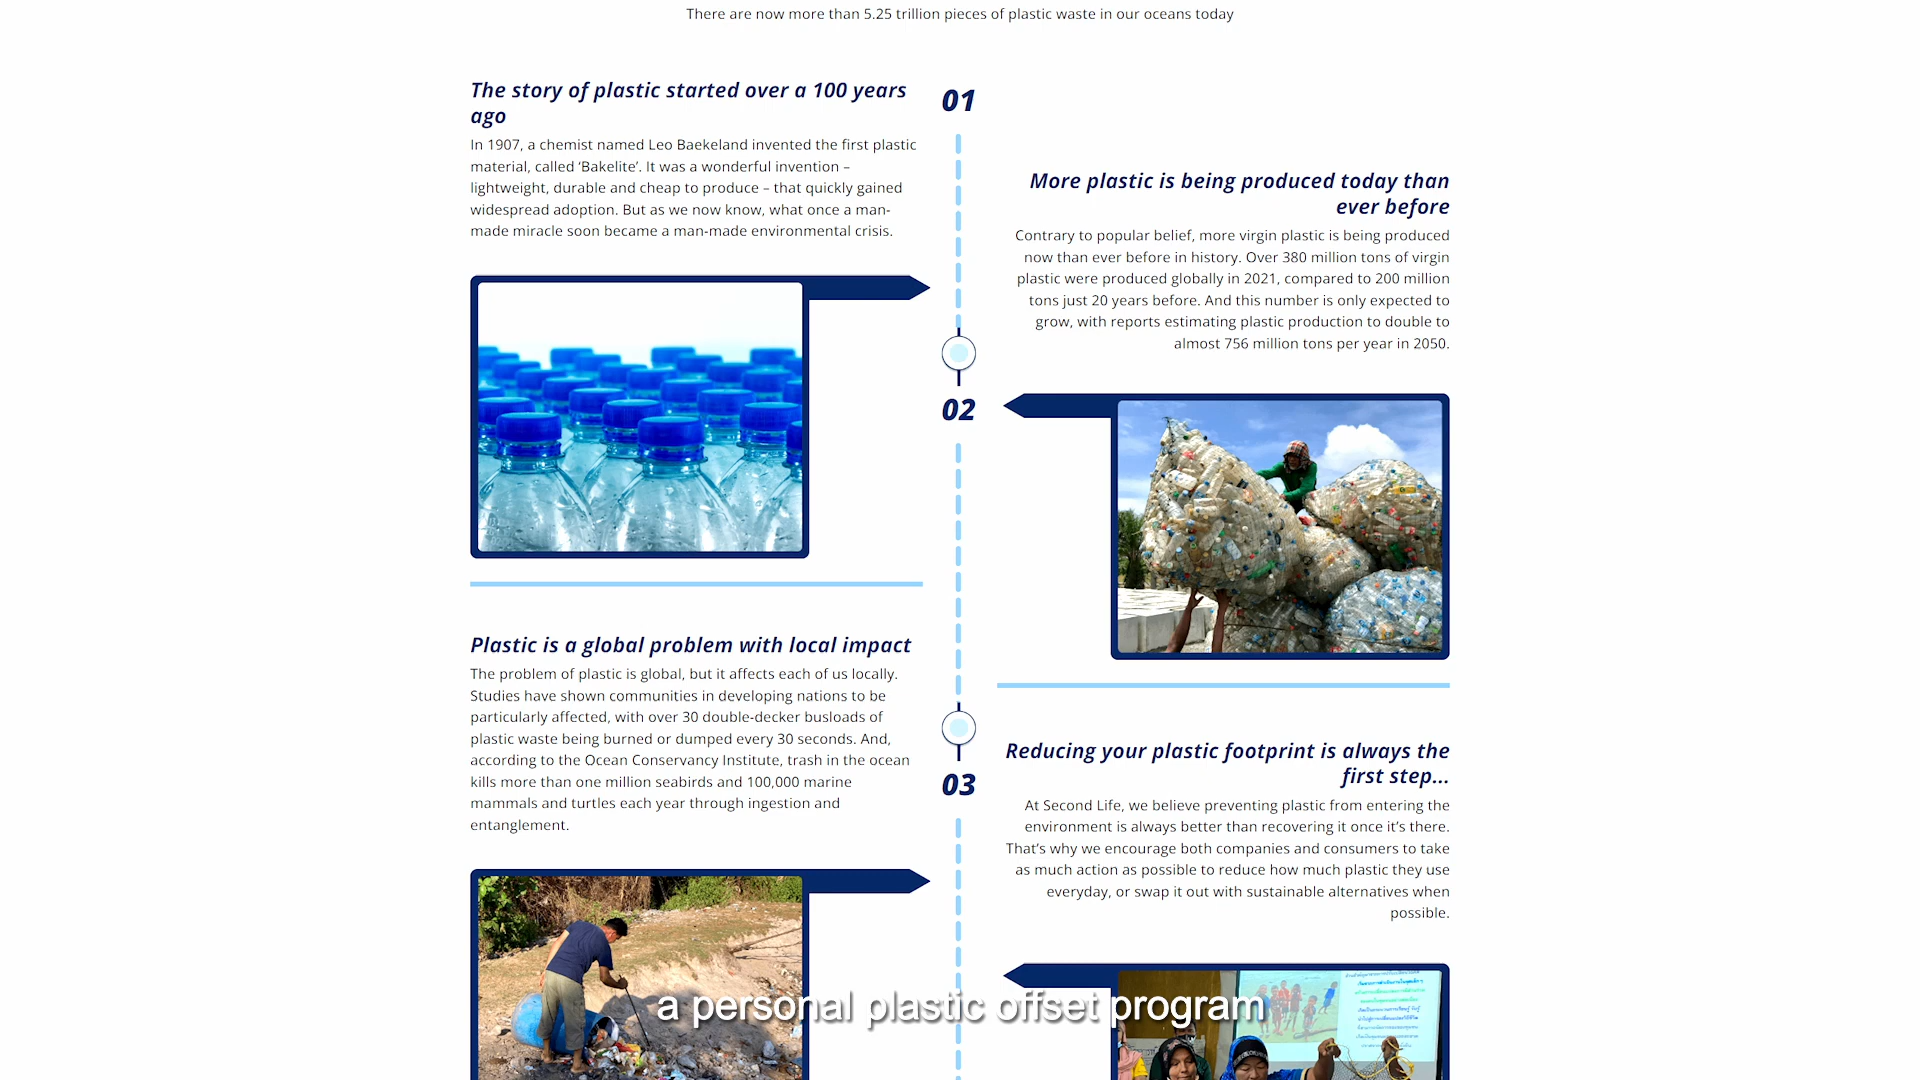 There are now more than 5.25 trillion pieces of plastic waste in our oceans today
The story of plastic started over a 100 years
ago
In 1907, a chemist named Leo Baekeland invented the first plastic
material, called ‘Bakelite’. It was a wonderful invention –
lightweight, durable and cheap to produce – that quickly gained
widespread adoption. But as we now know, what once a man-
made miracle soon became a man-made environmental crisis.
01
More plastic is being produced today than
ever before
Contrary to popular belief, more virgin plastic is being produced
now than ever before in history. Over 380 million tons of virgin
plastic were produced globally in 2021, compared to 200 million
tons just 20 years before. And this number is only expected to
grow, with reports estimating plastic production to double to
almost 756 million tons per year in 2050.
02
Plastic is a global problem with local impact
The problem of plastic is global, but it affects each of us locally.
Studies have shown communities in developing nations to be
particularly affected, with over 30 double-decker busloads of
plastic waste being burned or dumped every 30 seconds. And,
according to the Ocean Conservancy Institute, trash in the ocean
kills more than one million seabirds and 100,000 marine
mammals and turtles each year through ingestion and
entanglement.
03
Reducing your plastic footprint is always the
first step...
At Second Life, we believe preventing plastic from entering the
environment is always better than recovering it once it’s there.
That’s why we encourage both companies and consumers to take
as much action as possible to reduce how much plastic they use
everyday, or swap it out with sustainable alternatives when
possible.
a personal plastic offset program